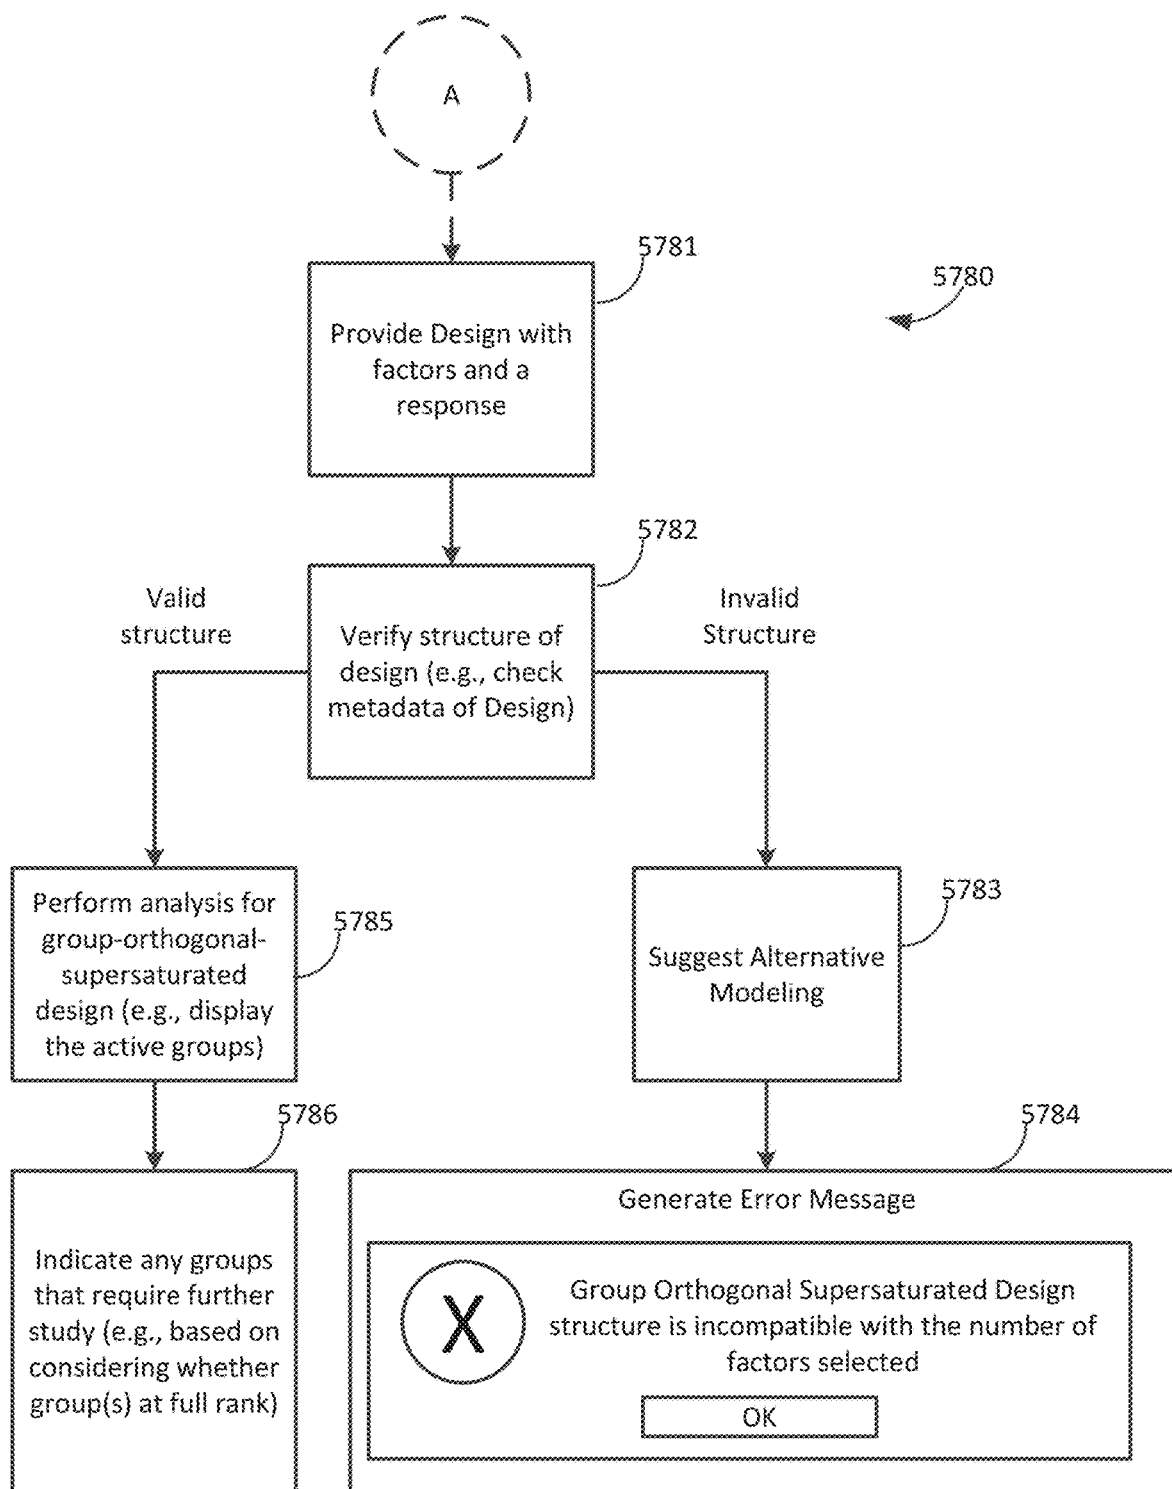 A
5781
5780
Provide Design with
factors and a
response
5782
Valid
structure
Invalid
Structure
Verify structure of
design (e.g., check
metadata of Design)
Perform analysis for
group-orthogonal-
supersaturated
design (e.g., display
the active groups)
5785
5783
Suggest Alternative
Modeling
5786
5784
Indicate any groups
that require further
study (e.g., based on
considering whether
group(s) at full rank)
Generate Error Message
X
Group Orthogonal Supersaturated Design
structure is incompatible with the number of
factors selected
OK